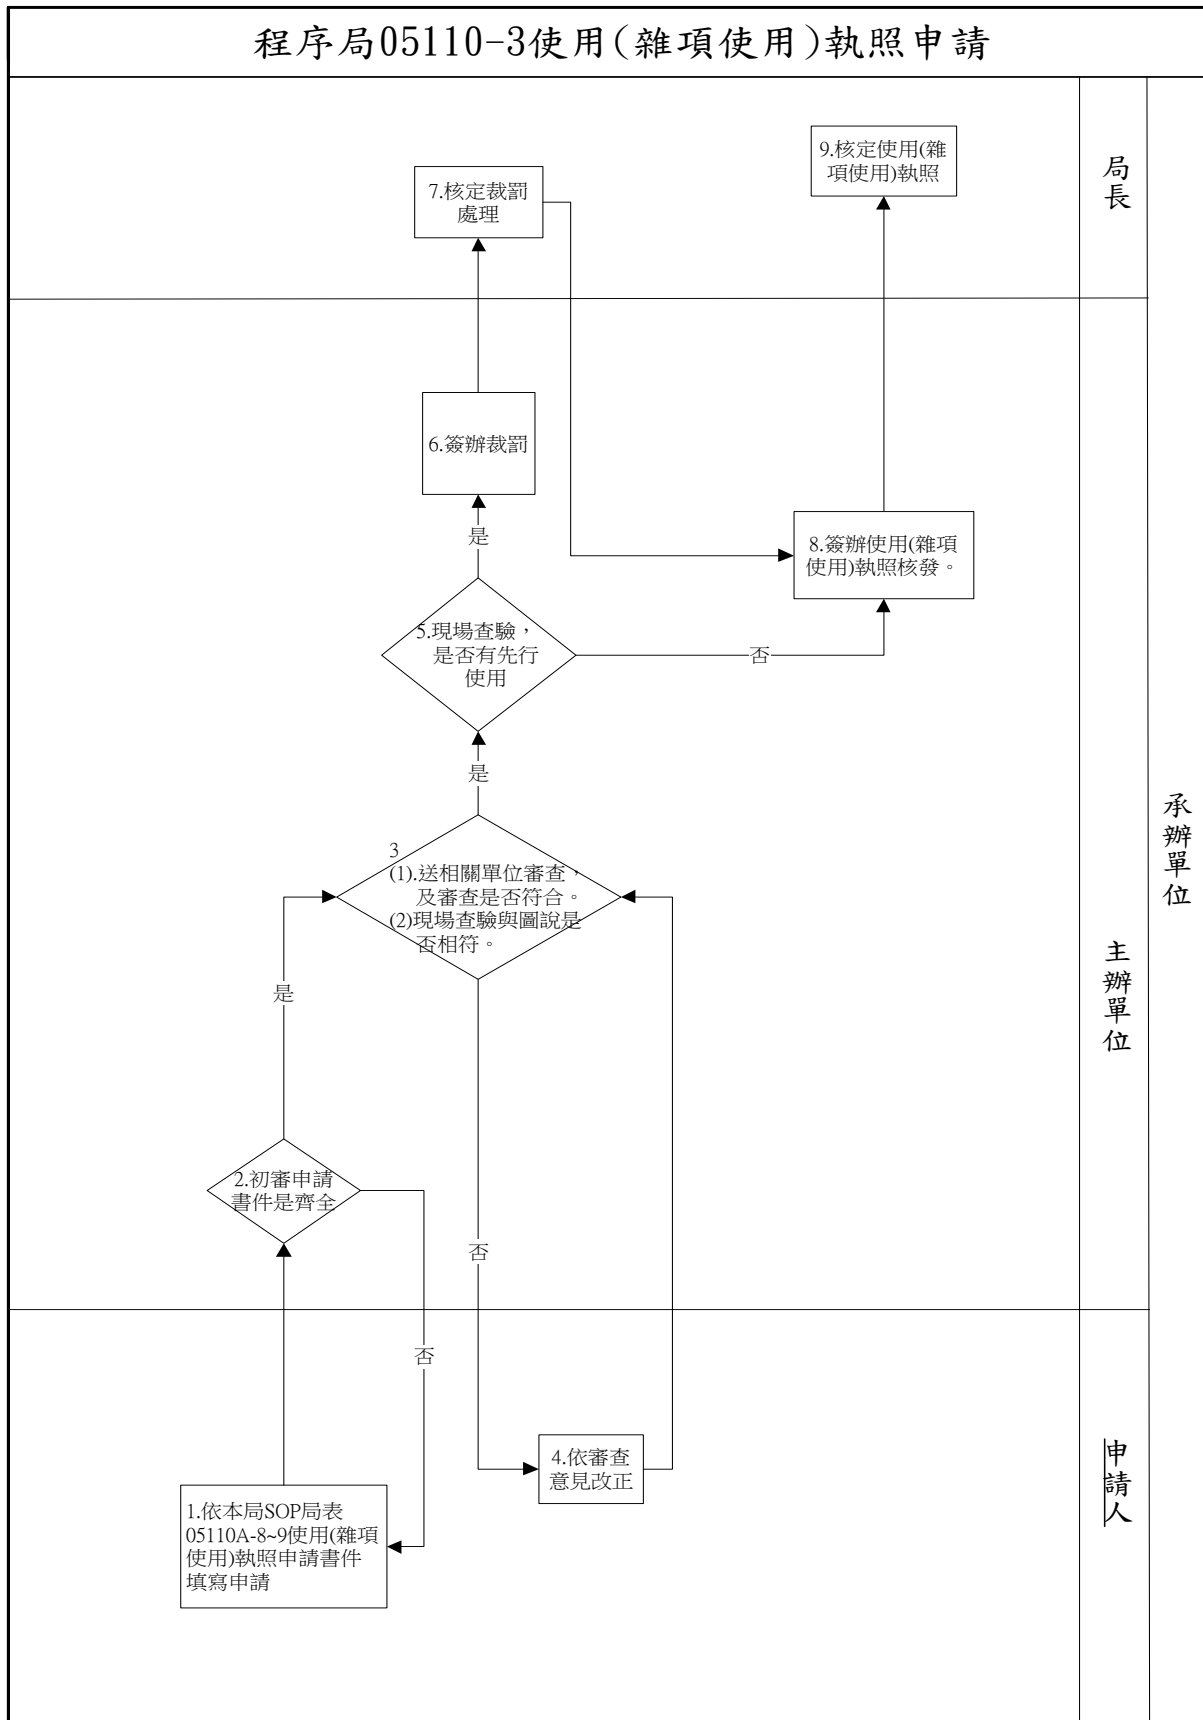 程序局05110-3使用(雜項使用)執照申請
9.核定使用(雜
項使用)執照
局長
7.核定裁罰
處理
6.簽辦裁罰
是
8.簽辦使用(雜項
使用)執照核發。
5.現場查驗，
是否有先行
使用
否
是
3
(1).送相關單位審查，
及審查是否符合。
(2)現場查驗與圖說是
否相符。
承辦單位
主辦單位
是
2.初審申請
書件是齊全
否
否
4.依審查
意見改正
申請人
1.依本局SOP局表
05110A-8~9使用(雜項
使用)執照申請書件
填寫申請